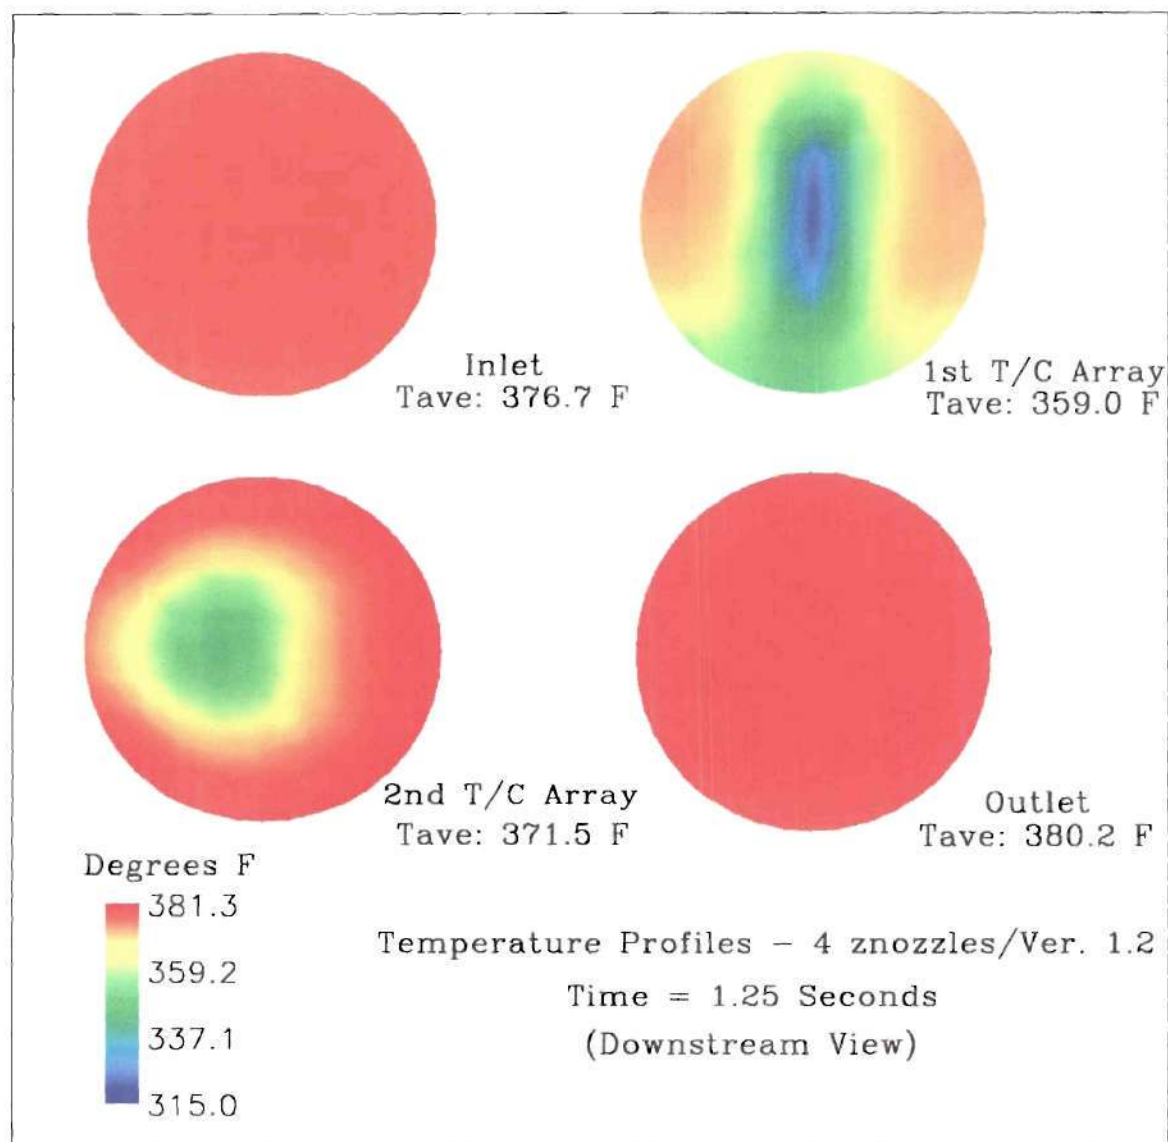 Inlet
Tave: 376.7 F
1st T/C Array
Tave: 359.0 F
2nd T/C Array
Tave: 371.5 F
Outlet
Tave: 380.2 F
Degrees F
381.3
359.2
337.1
315.0
Temperature Profiles - 4 znozzles/Ver. 1.2
Time = 1.25 Seconds
(Downstream View)